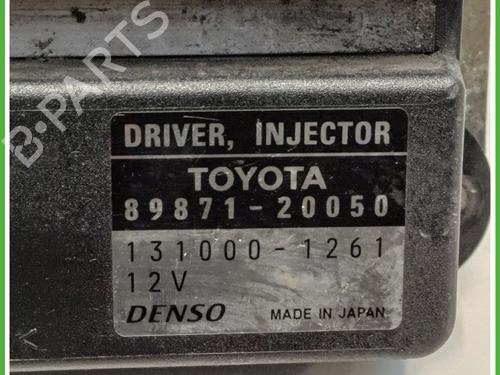 B-PARTS
DRIVER, INJECTOR
TOYOTA
89871-20050
131000-1261
12V
DENSO MADE IN JAPAN